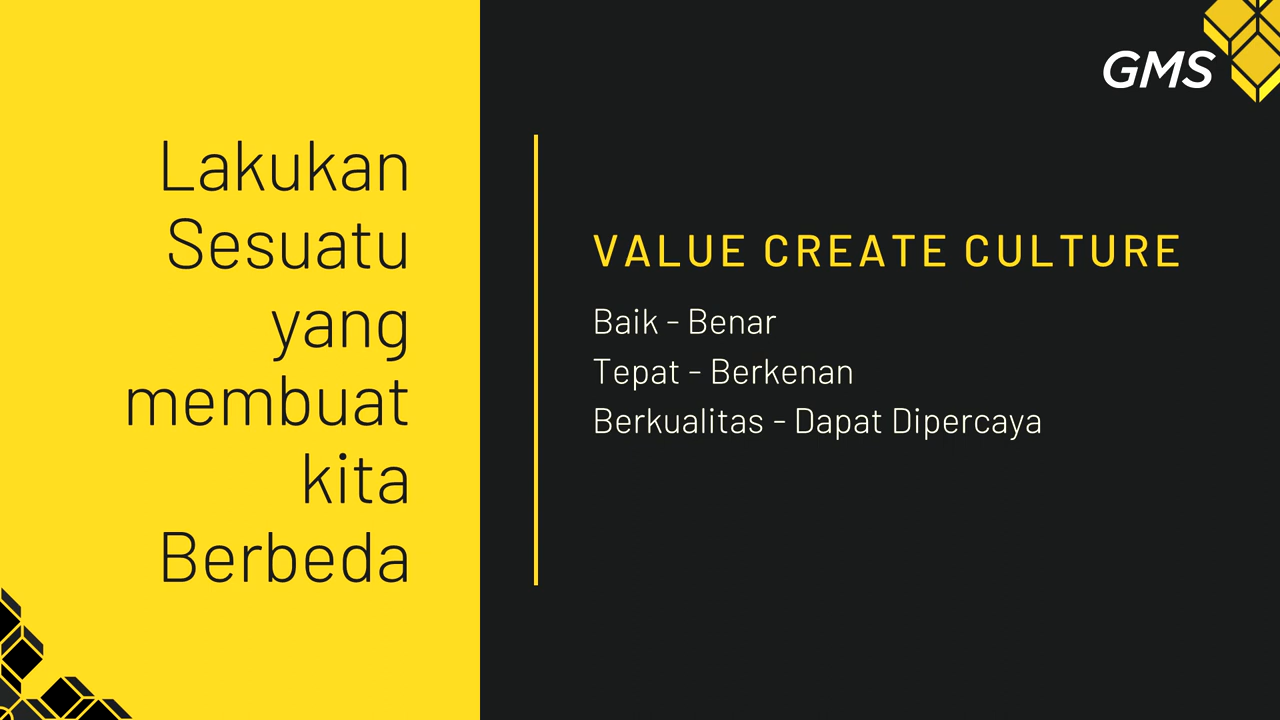 Lakukan
Sesuatu
yang
membuat
kita
Berbeda
GMS
VALUE CREATE CULTURE
Baik - Benar
Tepat - Berkenan
Berkualitas - Dapat Dipercaya